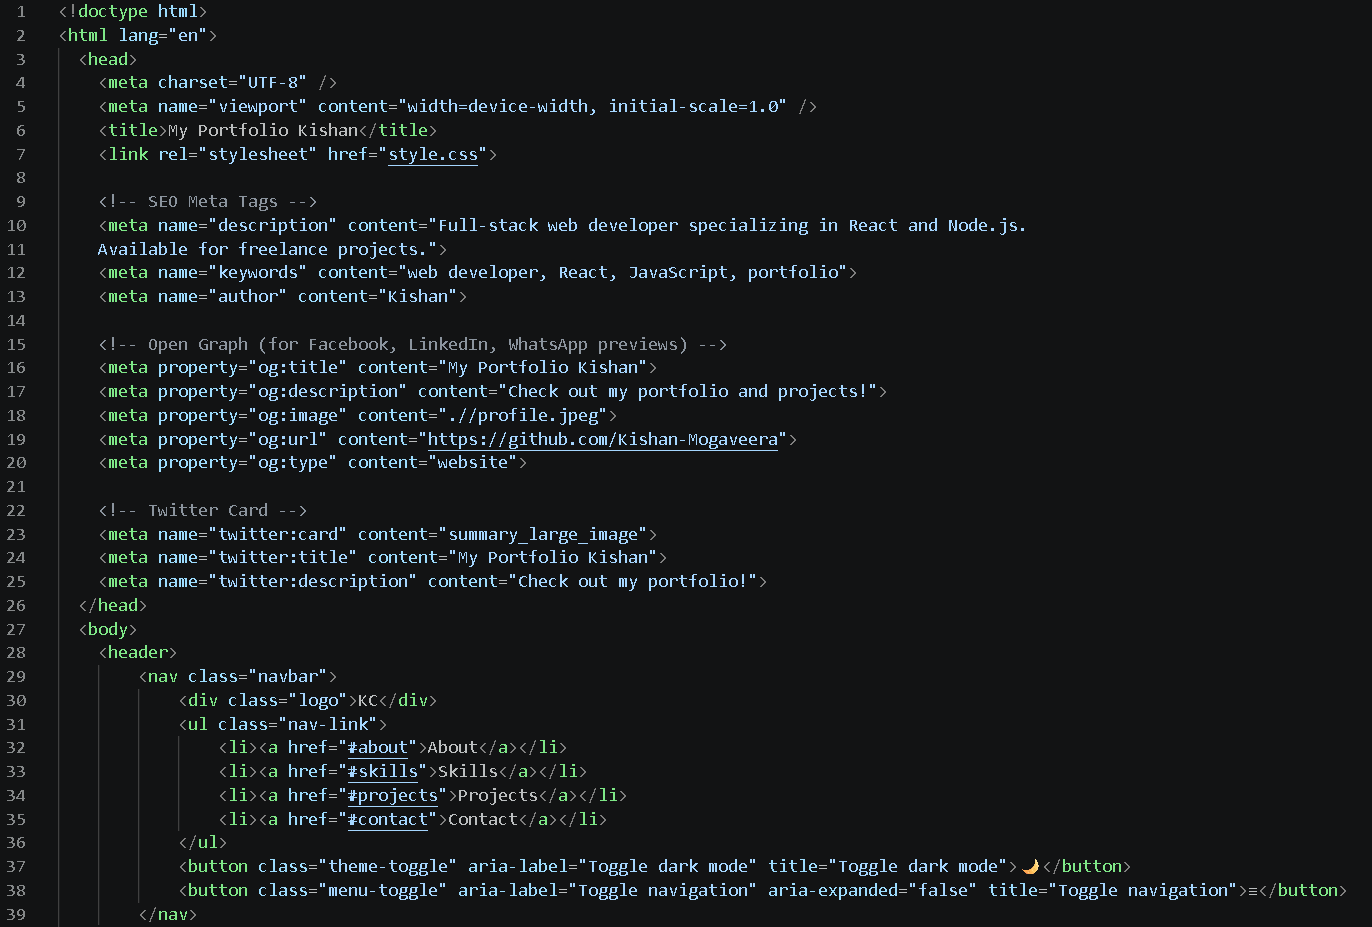 1 <!doctype html>
2 <html lang="en">
3 <head>
4 <meta charset="UTF-8" />
5 <meta name="viewport" content="width=device-width, initial-scale=1.0" />
6 <title>My Portfolio Kishan</title>
7 <link rel="stylesheet" href="style.css">
8
9 <!-- SEO Meta Tags -->
10 <meta name="description" content="Full-stack web developer specializing in React and Node.js.
11 Available for freelance projects.">
12 <meta name="keywords" content="web developer, React, JavaScript, portfolio">
13 <meta name="author" content="Kishan">
14
15 <!-- Open Graph (for Facebook, LinkedIn, WhatsApp previews) -->
16 <meta property="og:title" content="My Portfolio Kishan">
17 <meta property="og:description" content="Check out my portfolio and projects!">
18 <meta property="og:image" content=".//profile.jpeg">
19 <meta property="og:url" content="https://github.com/Kishan-Mogaveera">
20 <meta property="og:type" content="website">
21
22 <!-- Twitter Card -->
23 <meta name="twitter:card" content="summary_large_image">
24 <meta name="twitter:title" content="My Portfolio Kishan">
25 <meta name="twitter:description" content="Check out my portfolio!">
26 </head>
27 <body>
28 <header>
29 <nav class="navbar">
30 <div class="logo">KC</div>
31 <ul class="nav-link">
32 <li><a href="#about">About</a></li>
33 <li><a href="#skills">Skills</a></li>
34 <li><a href="#projects">Projects</a></li>
35 <li><a href="#contact">Contact</a></li>
36 </ul>
37 <button class="theme-toggle" aria-label="Toggle dark mode" title="Toggle dark mode">🌙</button>
38 <button class="menu-toggle" aria-label="Toggle navigation" aria-expanded="false" title="Toggle navigation">≡</button>
39 </nav>